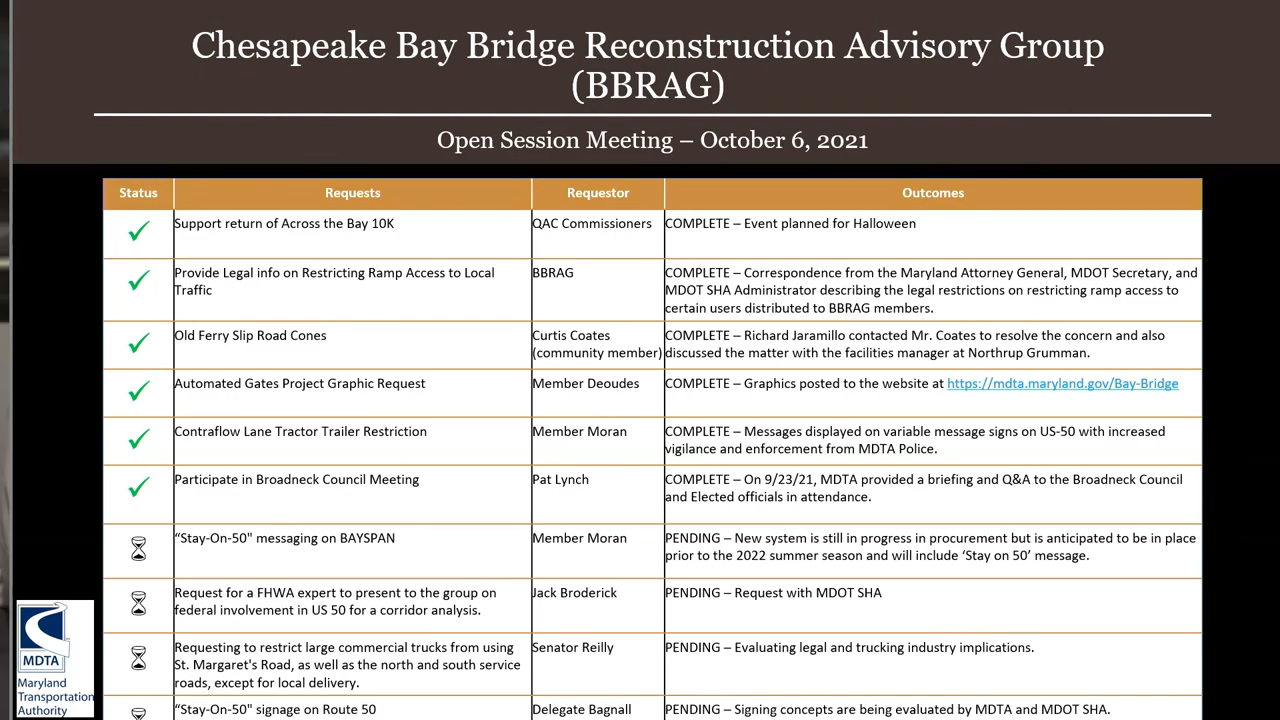 Chesapeake Bay Bridge Reconstruction Advisory Group
(BBRAG)
Open Session Meeting – October 6, 2021
Status Requests Requestor Outcomes
Support return of Across the Bay 10K QAC Commissioners COMPLETE – Event planned for Halloween
Provide Legal info on Restricting Ramp Access to Local
Traffic
BBRAG
COMPLETE – Correspondence from the Maryland Attorney General, MDOT Secretary, and
MDOT SHA Administrator describing the legal restrictions on restricting ramp access to
certain users distributed to BBRAG members.
Old Ferry Slip Road Cones
Curtis Coates
(community member)
COMPLETE – Richard Jaramillo contacted Mr. Coates to resolve the concern and also
discussed the matter with the facilities manager at Northrup Grumman.
Automated Gates Project Graphic Request Member Deoudes COMPLETE – Graphics posted to the website at https://mdta.maryland.gov/Bay-Bridge
Contraflow Lane Tractor Trailer Restriction
Member Moran
COMPLETE – Messages displayed on variable message signs on US-50 with increased
vigilance and enforcement from MDTA Police.
Participate in Broadneck Council Meeting
Pat Lynch
COMPLETE – On 9/23/21, MDTA provided a briefing and Q&A to the Broadneck Council
and Elected officials in attendance.
“Stay-On-50" messaging on BAYSPAN
Member Moran
PENDING – New system is still in progress in procurement but is anticipated to be in place
prior to the 2022 summer season and will include ‘Stay on 50’ message.
Request for a FHWA expert to present to the group on
federal involvement in US 50 for a corridor analysis.
Jack Broderick
PENDING – Request with MDOT SHA
Requesting to restrict large commercial trucks from using
St. Margaret's Road, as well as the north and south service
roads, except for local delivery.
Senator Reilly
PENDING – Evaluating legal and trucking industry implications.
“Stay-On-50" signage on Route 50 Delegate Bagnall PENDING – Signing concepts are being evaluated by MDTA and MDOT SHA.
MDTA
Maryland
Transportation
Authority